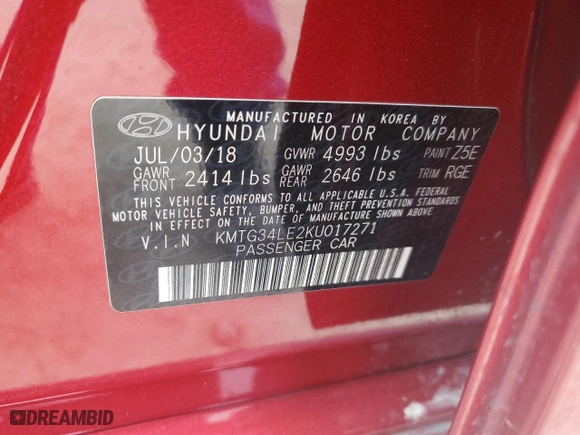 MANUFACTURED IN KOREA BY
HYUNDAI MOTOR COMPANY
JUL/03/18 GVWR 4993 lbs PAINT Z5E
GAWR FRONT 2414 lbs GAWR REAR 2646 lbs TRIM RGE
THIS VEHICLE CONFORMS TO ALL APPLICABLE U.S.A. FEDERAL
MOTOR VEHICLE SAFETY, BUMPER, AND THEFT PREVENTION STANDARDS
IN EFFECT ON THE DATE OF MANUFACTURE SHOWN ABOVE.
V.I.N KMTG34LE2KU017271
PASSENGER CAR
DREAMBID